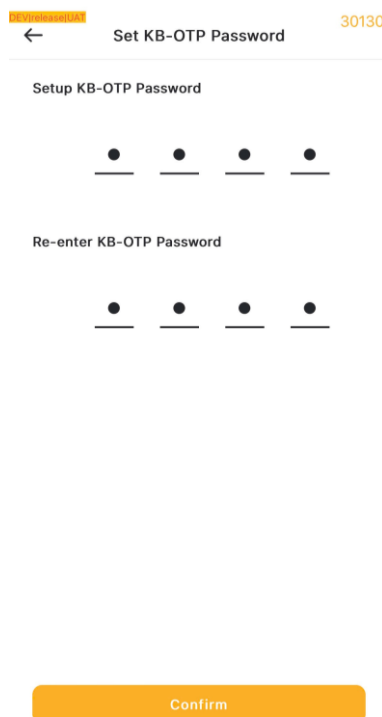 DEV|release|UAT
30130
Set KB-OTP Password
Setup KB-OTP Password
Re-enter KB-OTP Password
Confirm